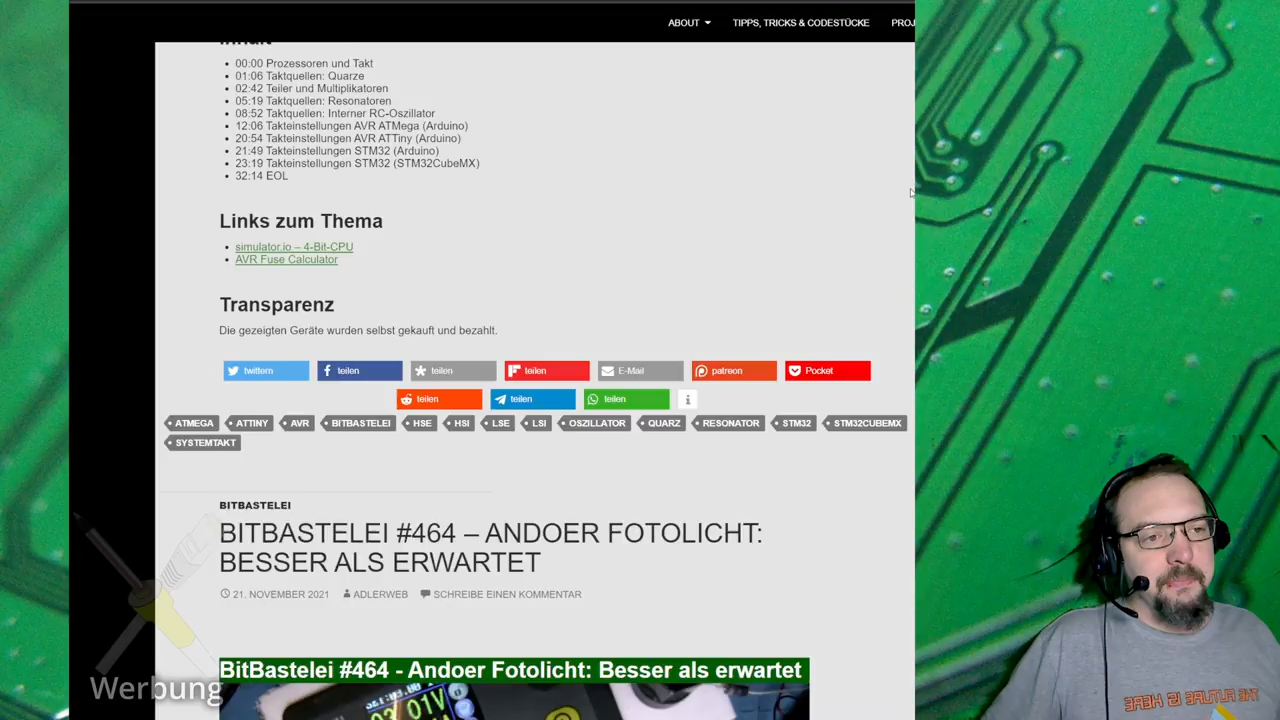 ABOUT
TIPPS, TRICKS & CODESTÜCKE
PROJ
Inhalt
00:00 Prozessoren und Takt
01:06 Taktquellen: Quarze
02:42 Teiler und Multiplikatoren
05:19 Taktquellen: Resonatoren
08:52 Taktquellen: Interner RC-Oszillator
12:06 Takteinstellungen AVR ATMega (Arduino)
20:54 Takteinstellungen AVR ATTiny (Arduino)
21:49 Takteinstellungen STM32 (Arduino)
23:19 Takteinstellungen STM32 (STM32CubeMX)
32:14 EOL
Links zum Thema
simulator.io – 4-Bit-CPU
AVR Fuse Calculator
Transparenz
Die gezeigten Geräte wurden selbst gekauft und bezahlt.
twittern
teilen
teilen
teilen
E-Mail
patreon
Pocket
teilen
teilen
teilen
ATMEGA
ATTINY
AVR
BITBASTELEI
HSE
HSI
LSE
LSI
OSZILLATOR
QUARZ
RESONATOR
STM32
STM32CUBEMX
SYSTEMTAKT
BITBASTELEI
BITBASTELEI #464 – ANDOER FOTOLICHT:
BESSER ALS ERWARTET
21. NOVEMBER 2021
ADLERWEB
SCHREIBE EINEN KOMMENTAR
BitBastelei #464 - Andoer Fotolicht: Besser als erwartet
Werbung
THE FUTURE IS HERE